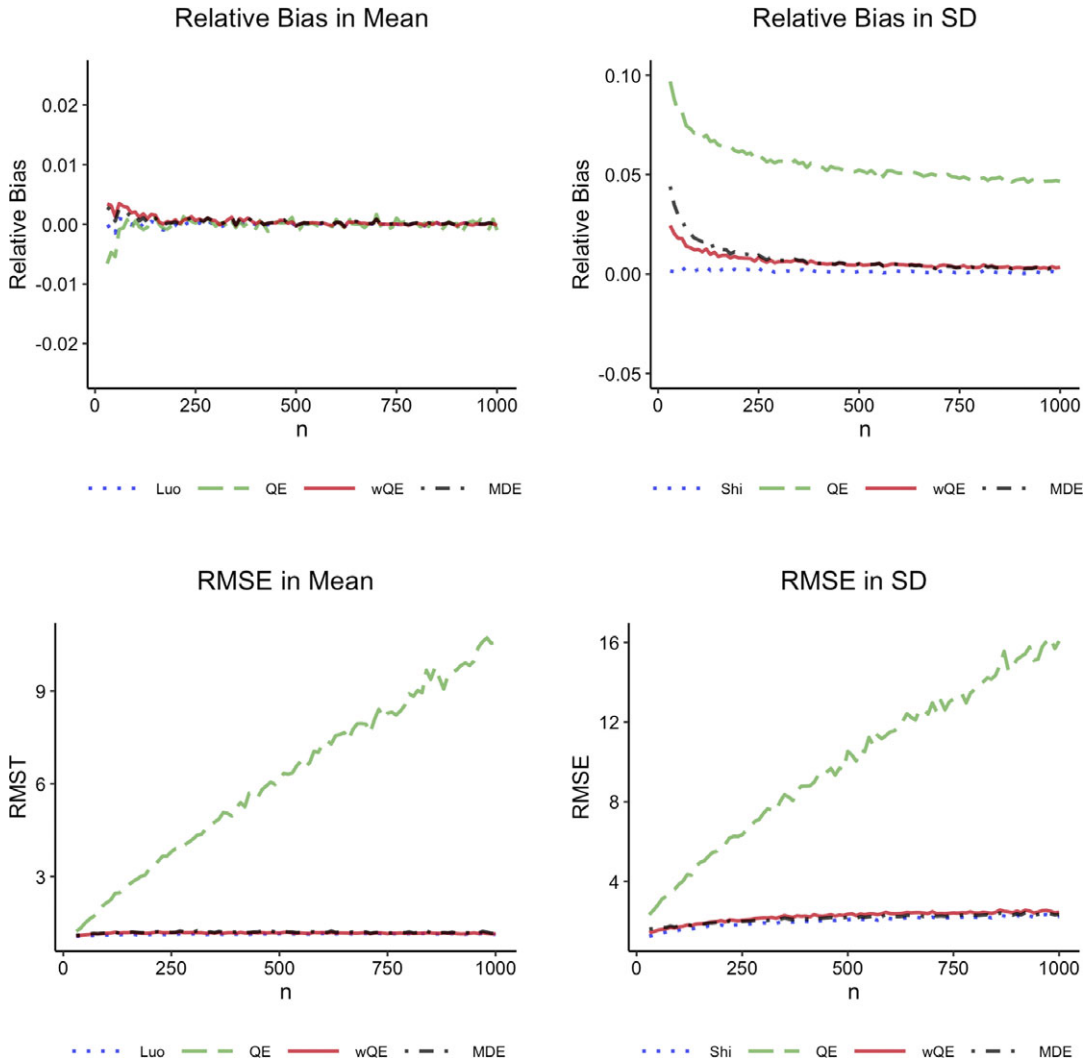 Relative Bias in Mean
Relative Bias
0.02
0.01
0.00
-0.01
-0.02
0 250 500 750 1000
n
Luo QE wQE MDE
Relative Bias in SD
Relative Bias
0.10
0.05
0.00
-0.05
0 250 500 750 1000
n
Shi QE wQE MDE
RMSE in Mean
RMST
9
6
3
0 250 500 750 1000
n
Luo QE wQE MDE
RMSE in SD
RMSE
16
12
8
4
0 250 500 750 1000
n
Shi QE wQE MDE